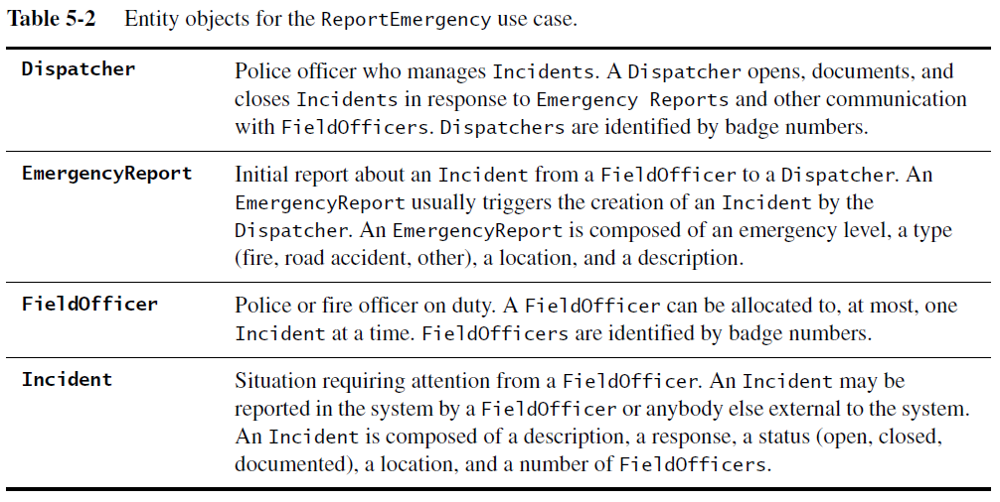 Table 5-2 Entity objects for the ReportEmergency use case.
Dispatcher Police officer who manages Incidents. A Dispatcher opens, documents, and
closes Incidents in response to Emergency Reports and other communication
with FieldOfficers. Dispatchers are identified by badge numbers.
EmergencyReport Initial report about an Incident from a FieldOfficer to a Dispatcher. An
EmergencyReport usually triggers the creation of an Incident by the
Dispatcher. An EmergencyReport is composed of an emergency level, a type
(fire, road accident, other), a location, and a description.
FieldOfficer Police or fire officer on duty. A FieldOfficer can be allocated to, at most, one
Incident at a time. FieldOfficers are identified by badge numbers.
Incident Situation requiring attention from a FieldOfficer. An Incident may be
reported in the system by a FieldOfficer or anybody else external to the system.
An Incident is composed of a description, a response, a status (open, closed,
documented), a location, and a number of FieldOfficers.